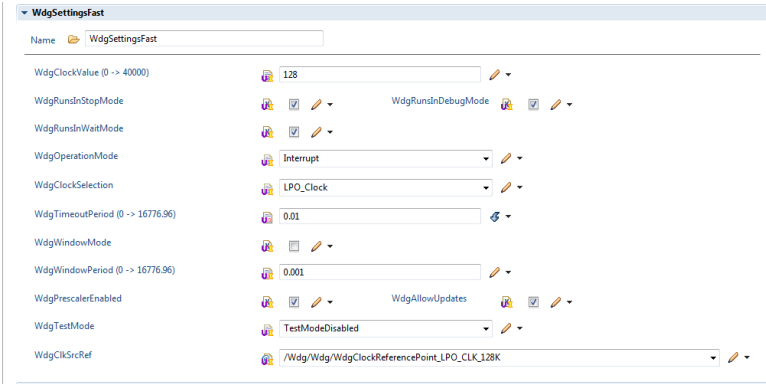 WdgSettingsFast
Name WdgSettingsFast
WdgClockValue (0 -> 40000) 128
WdgRunsInStopMode WdgRunsInDebugMode
WdgRunsInWaitMode
WdgOperationMode Interrupt
WdgClockSelection LPO_Clock
WdgTimeoutPeriod (0 -> 16776.96) 0.01
WdgWindowMode
WdgWindowPeriod (0 -> 16776.96) 0.001
WdgPrescalerEnabled WdgAllowUpdates
WdgTestMode TestModeDisabled
WdgClkSrcRef /Wdg/Wdg/WdgClockReferencePoint_LPO_CLK_128K